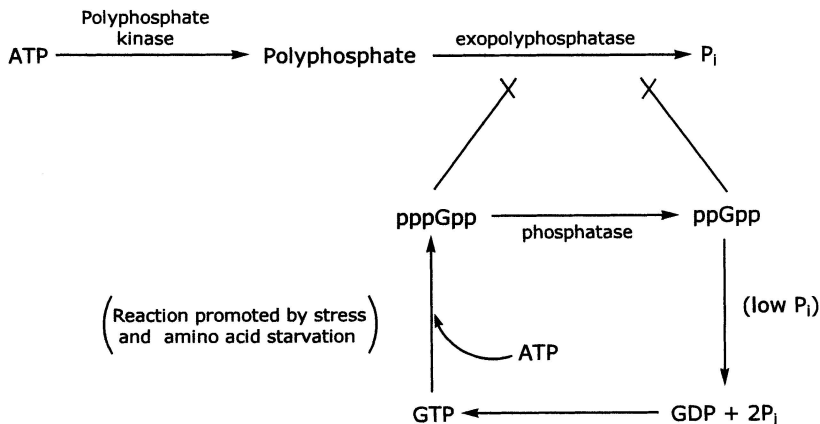 Polyphosphate
kinase
ATP
Polyphosphate
exopolyphosphatase
Pi
pppGpp
phosphatase
ppGpp
(Reaction promoted by stress
and amino acid starvation)
ATP
(low Pi)
GTP
GDP + 2Pi